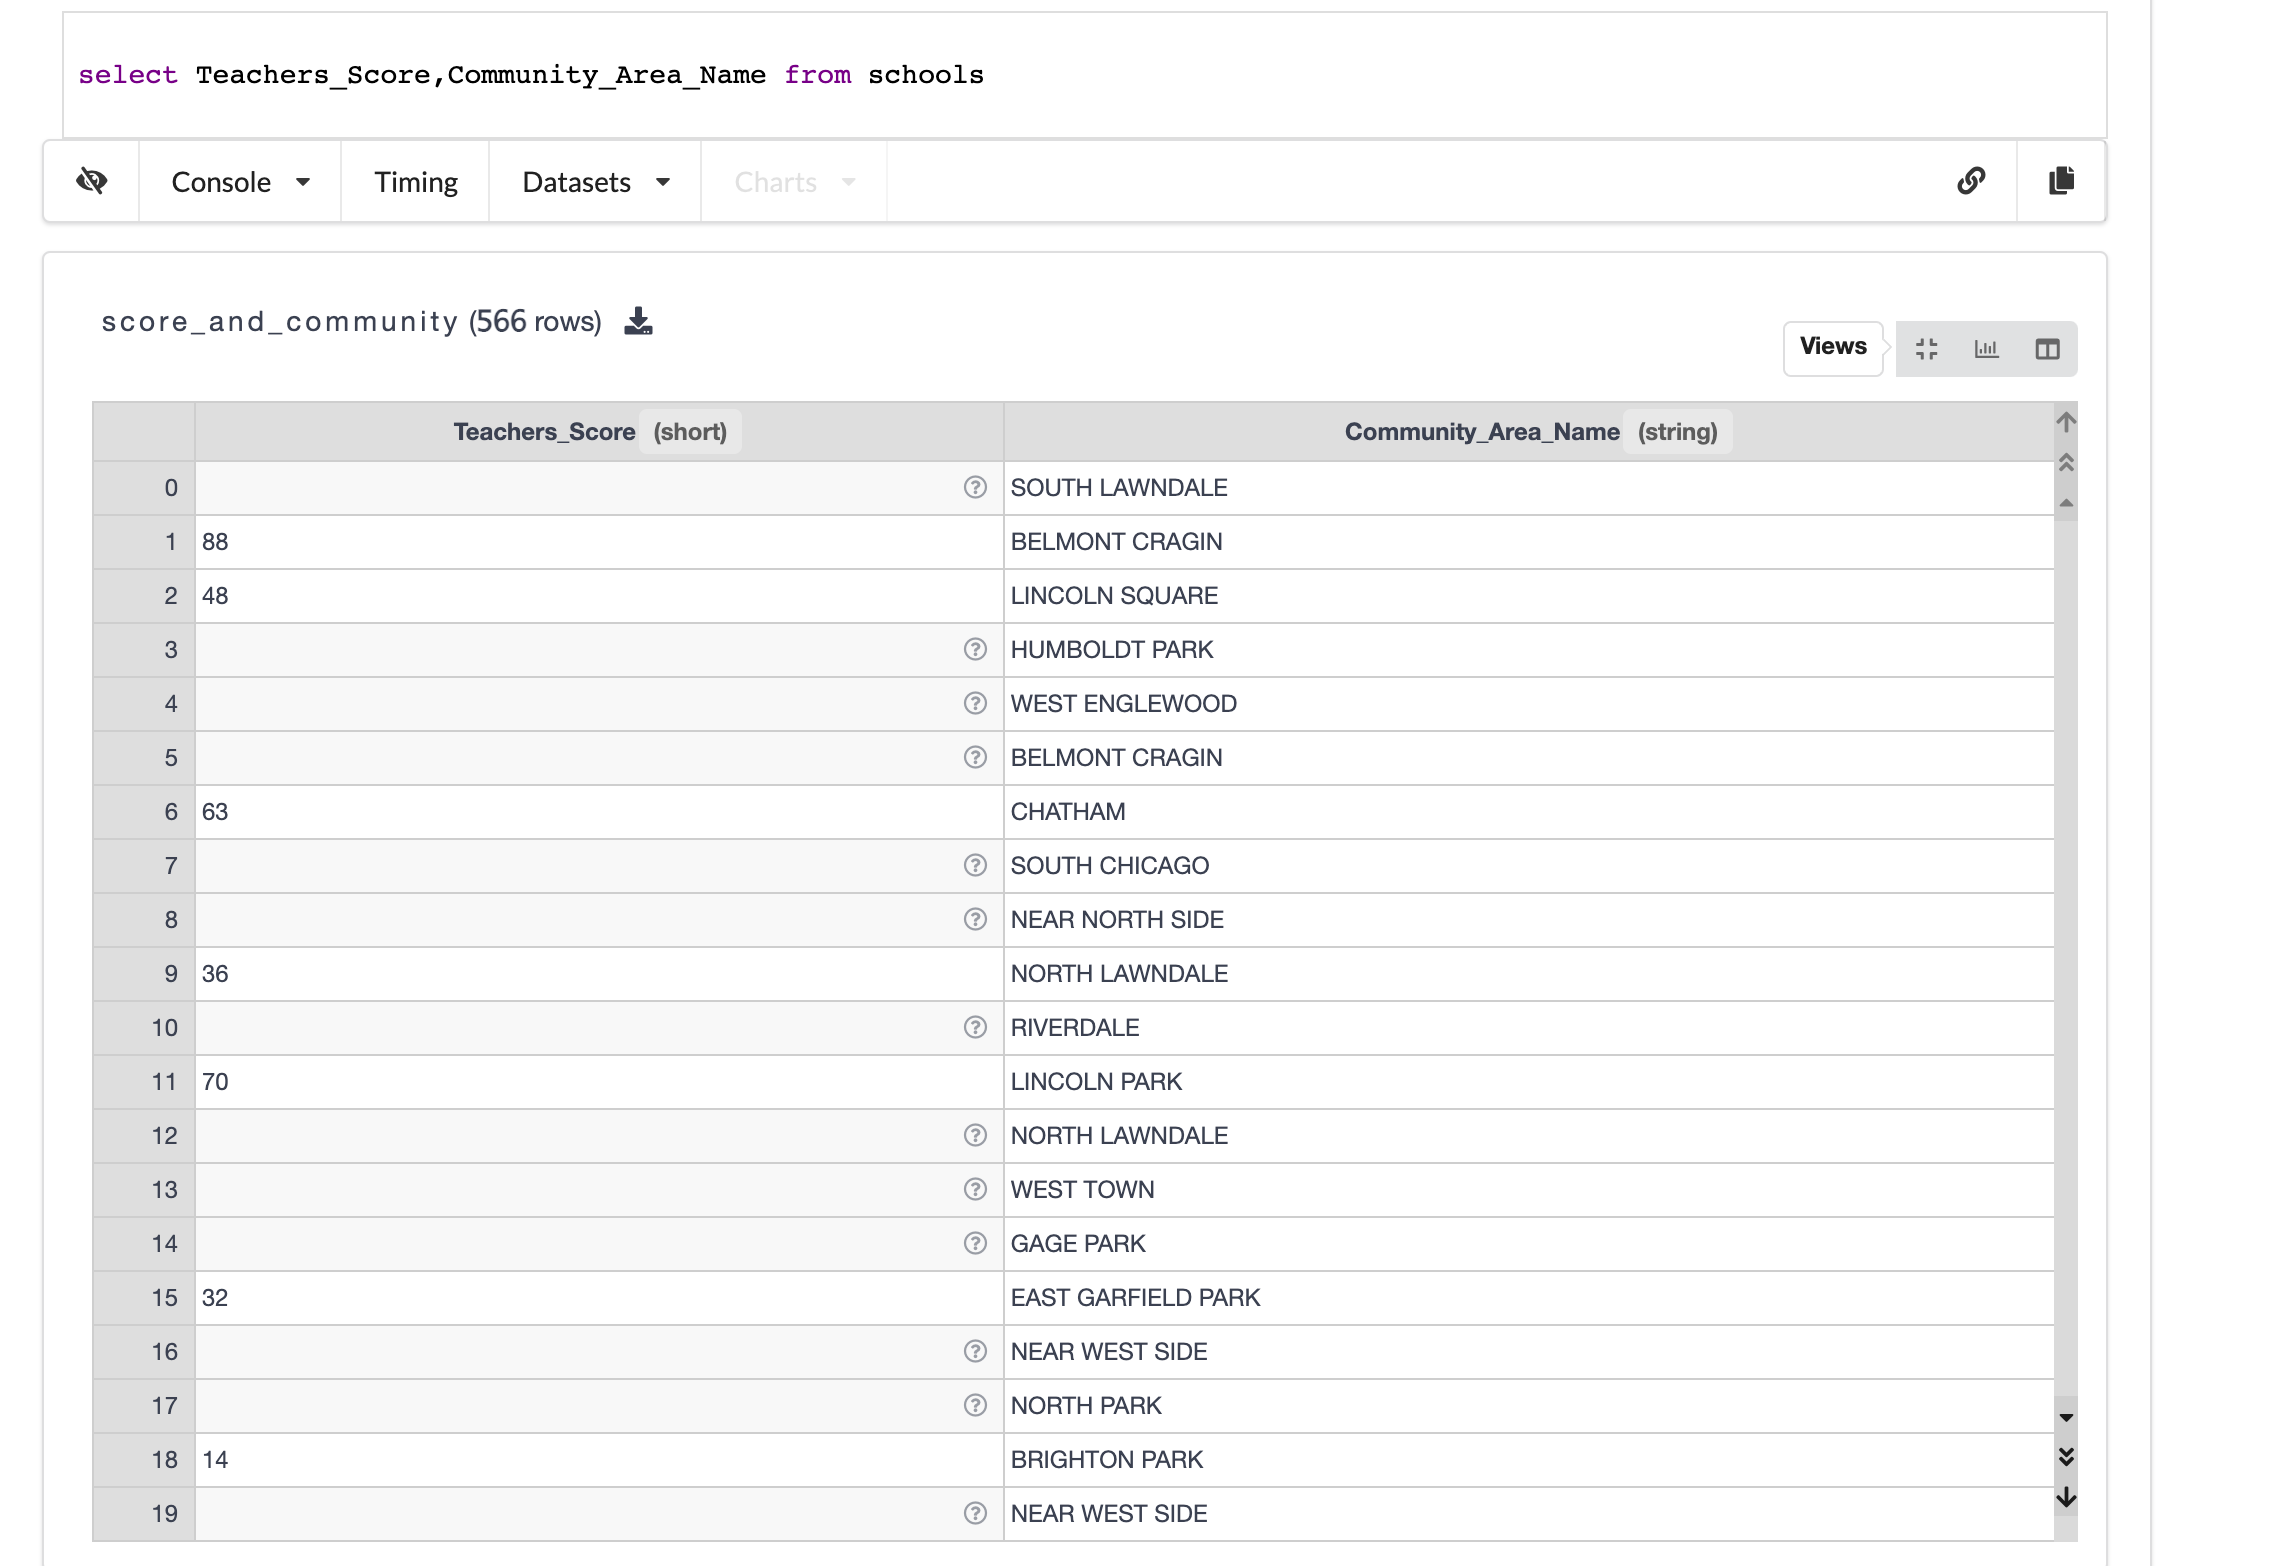 select Teachers_Score,Community_Area_Name from schools
Console Timing Datasets Charts
score_and_community (566 rows)
Views
Teachers_Score (short) Community_Area_Name (string)
0 SOUTH LAWNDALE
1 88 BELMONT CRAGIN
2 48 LINCOLN SQUARE
3 HUMBOLDT PARK
4 WEST ENGLEWOOD
5 BELMONT CRAGIN
6 63 CHATHAM
7 SOUTH CHICAGO
8 NEAR NORTH SIDE
9 36 NORTH LAWNDALE
10 RIVERDALE
11 70 LINCOLN PARK
12 NORTH LAWNDALE
13 WEST TOWN
14 GAGE PARK
15 32 EAST GARFIELD PARK
16 NEAR WEST SIDE
17 NORTH PARK
18 14 BRIGHTON PARK
19 NEAR WEST SIDE